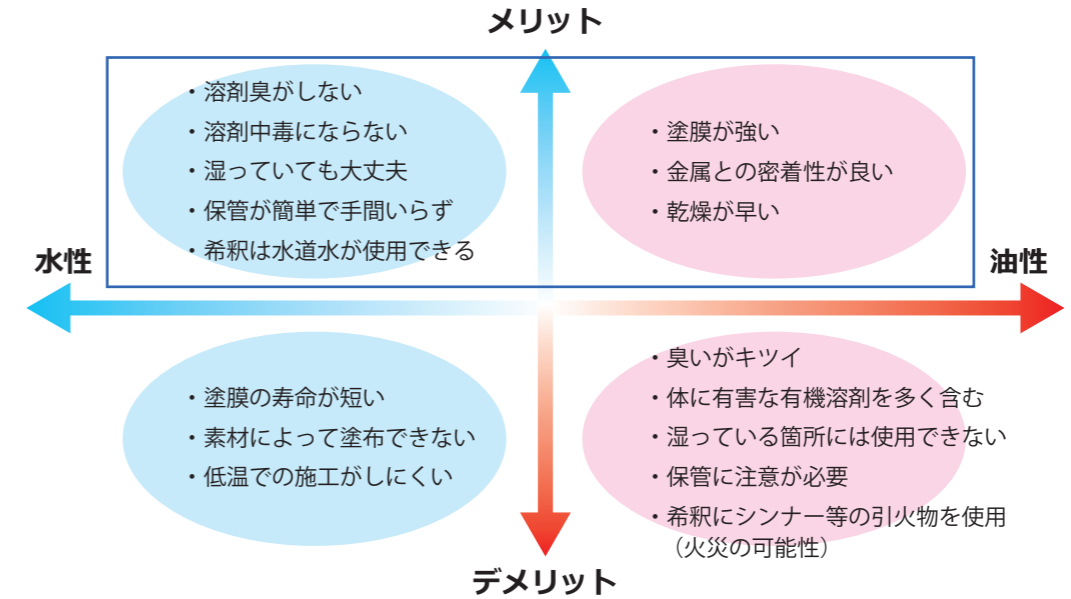 メリット
・溶剤臭がしない
・溶剤中毒にならない
・湿っていても大丈夫
・保管が簡単で手間いらず
・希釈は水道水が使用できる
・塗膜が強い
・金属との密着性が良い
・乾燥が早い
水性
油性
・塗膜の寿命が短い
・素材によって塗布できない
・低温での施工がしにくい
・臭いがキツイ
・体に有害な有機溶剤を多く含む
・湿っている箇所には使用できない
・保管に注意が必要
・希釈にシンナー等の引火物を使用
（火災の可能性）
デメリット